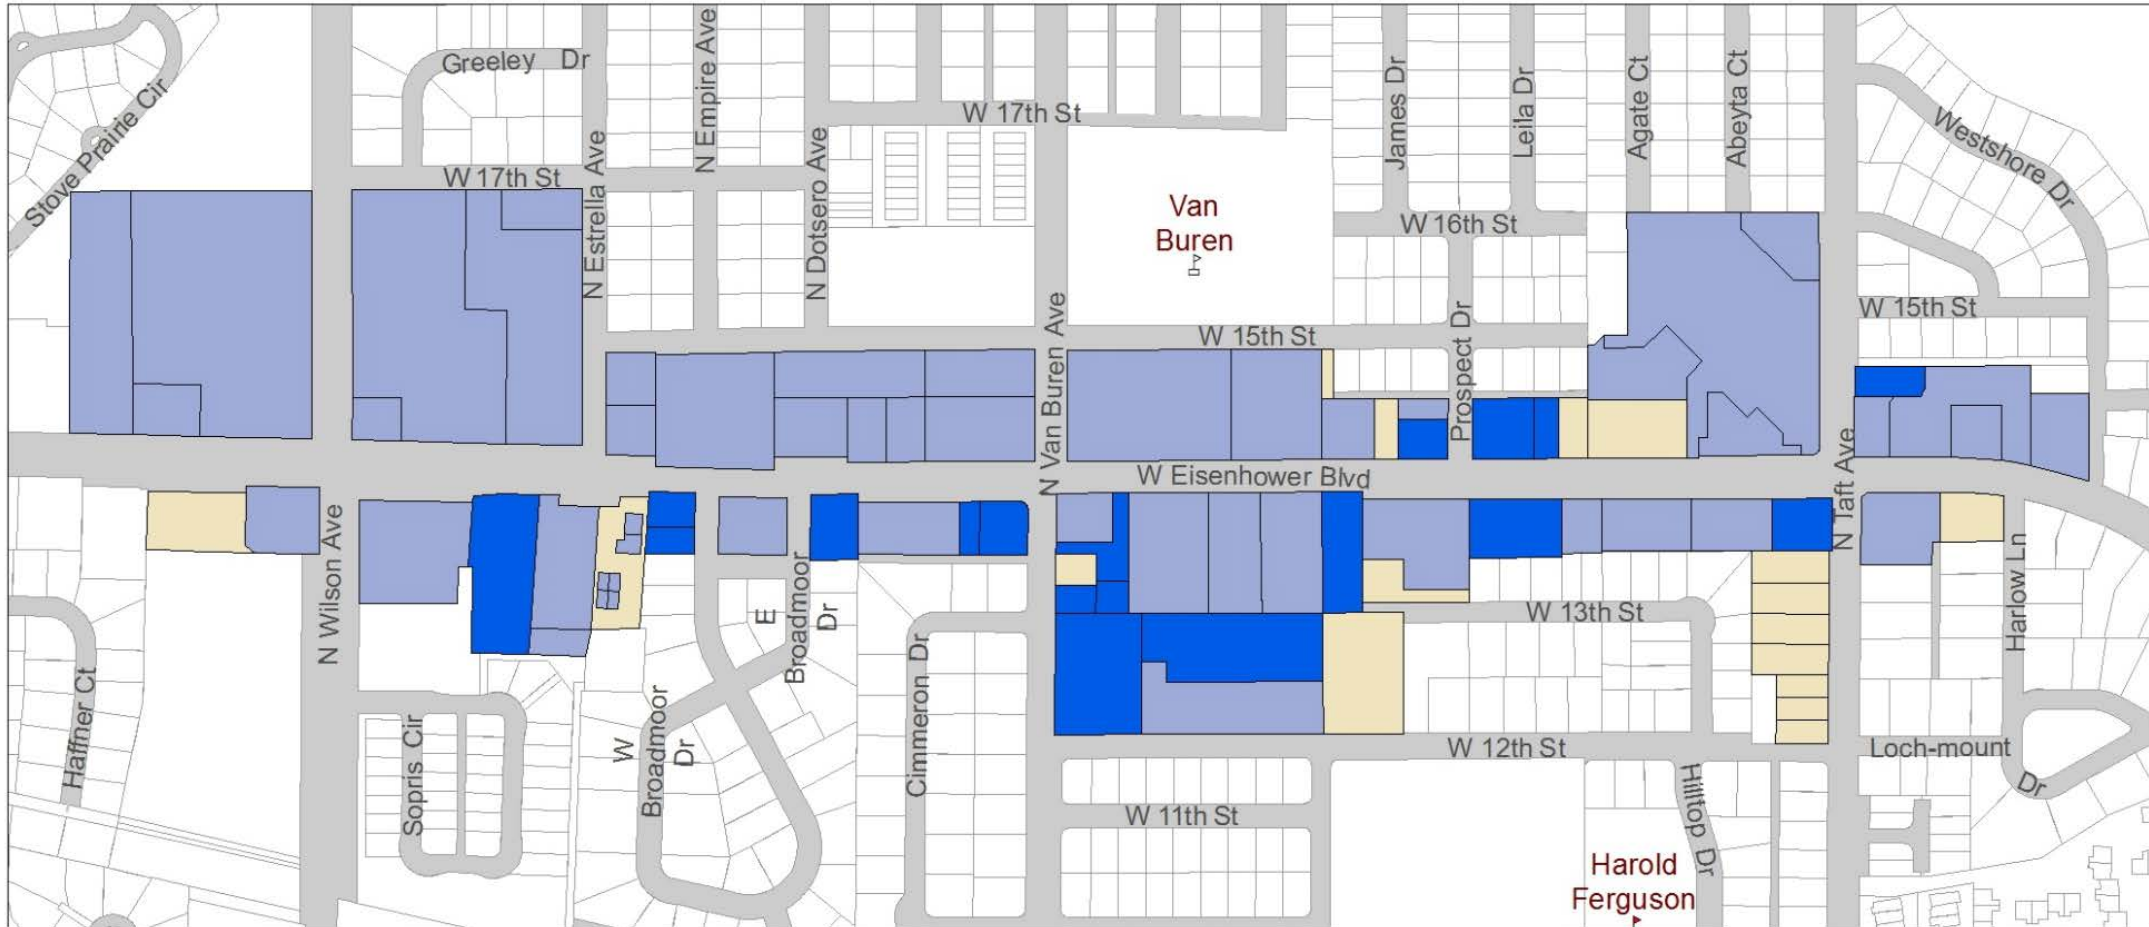 Greeley Dr
N Empire Ave
W 17th St
James Dr
Leila Dr
Agate Ct
Abeyta Ct
Westshore Dr
Stove Prairie Cir
W 17th St
N Estrella Ave
N Dotsero Ave
Van
Buren
W 16th St
W 15th St
W 15th St
Prospect Dr
N Van Buren Ave
W Eisenhower Blvd
N Taft Ave
N Wilson Ave
E
Broadmoor
Dr
W 13th St
Harlow Ln
Haffner Ct
Sopris Cir
W
Broadmoor
Dr
Cimmeron Dr
W 12th St
Loch-mount
Dr
W 11th St
Hilltop Dr
Harold
Ferguson